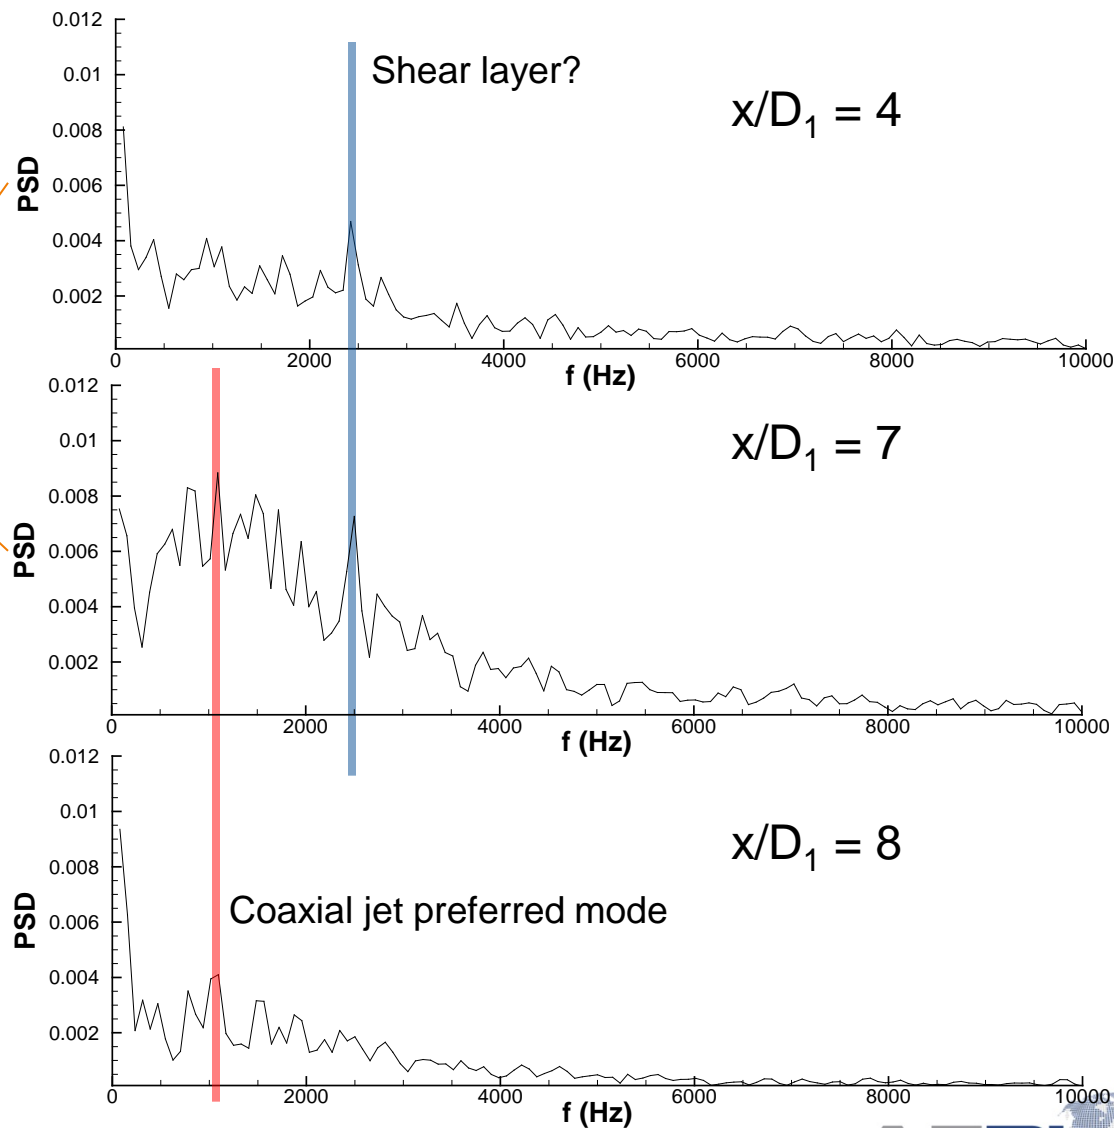 0.012
Shear layer?
0.01
x/D1 = 4
0.008
PSD
0.006
0.004
0.002
0 2000 4000 6000 8000 10000
f (Hz)
0.012
0.01
x/D1 = 7
0.008
PSD
0.006
0.004
0.002
0 2000 4000 6000 8000 10000
f (Hz)
0.012
0.01
x/D1 = 8
0.008
PSD
0.006
Coaxial jet preferred mode
0.004
0.002
0 2000 4000 6000 8000 10000
f (Hz)